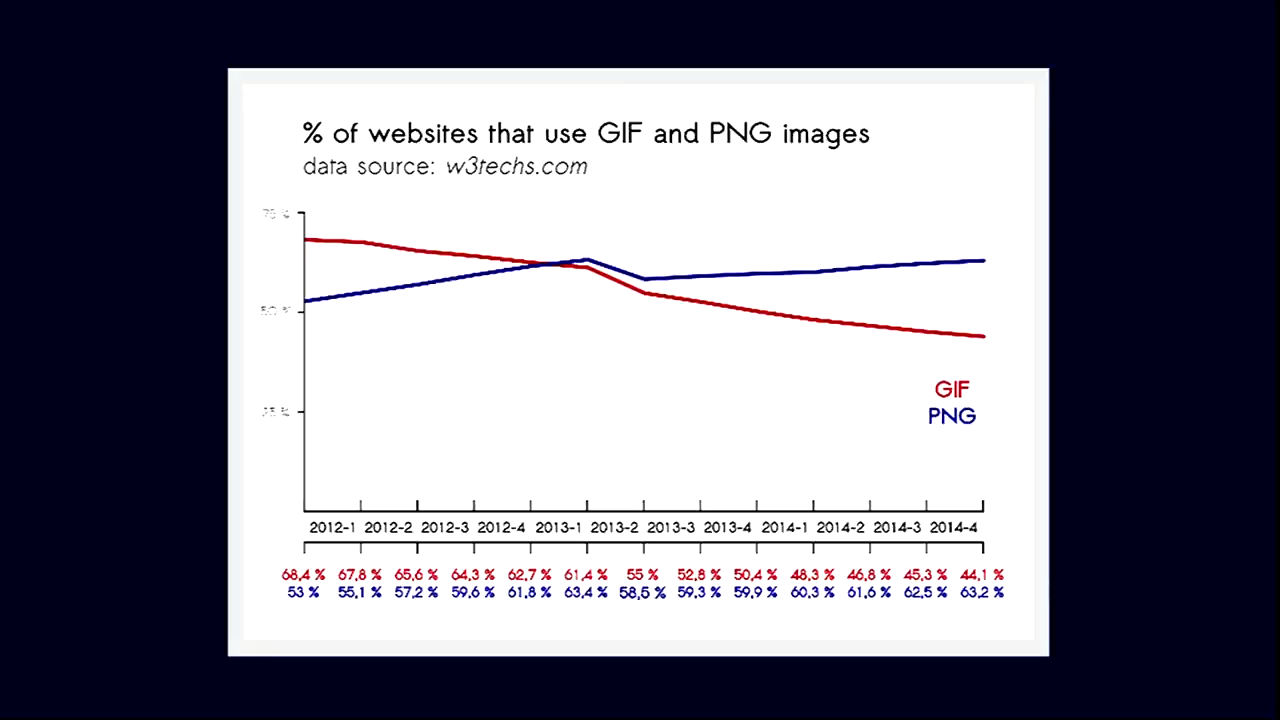 % of websites that use GIF and PNG images
data source: w3techs.com
75 %
50 %
25 %
GIF
PNG
2012-1 2012-2 2012-3 2012-4 2013-1 2013-2 2013-3 2013-4 2014-1 2014-2 2014-3 2014-4
68,4 % 67,8 % 65,6 % 64,3 % 62,7 % 61,4 % 55 % 52,8 % 50,4 % 48,3 % 46,8 % 45,3 % 44,1 %
53 % 55,1 % 57,2 % 59,6 % 61,8 % 63,4 % 58,5 % 59,3 % 59,9 % 60,3 % 61,6 % 62,5 % 63,2 %